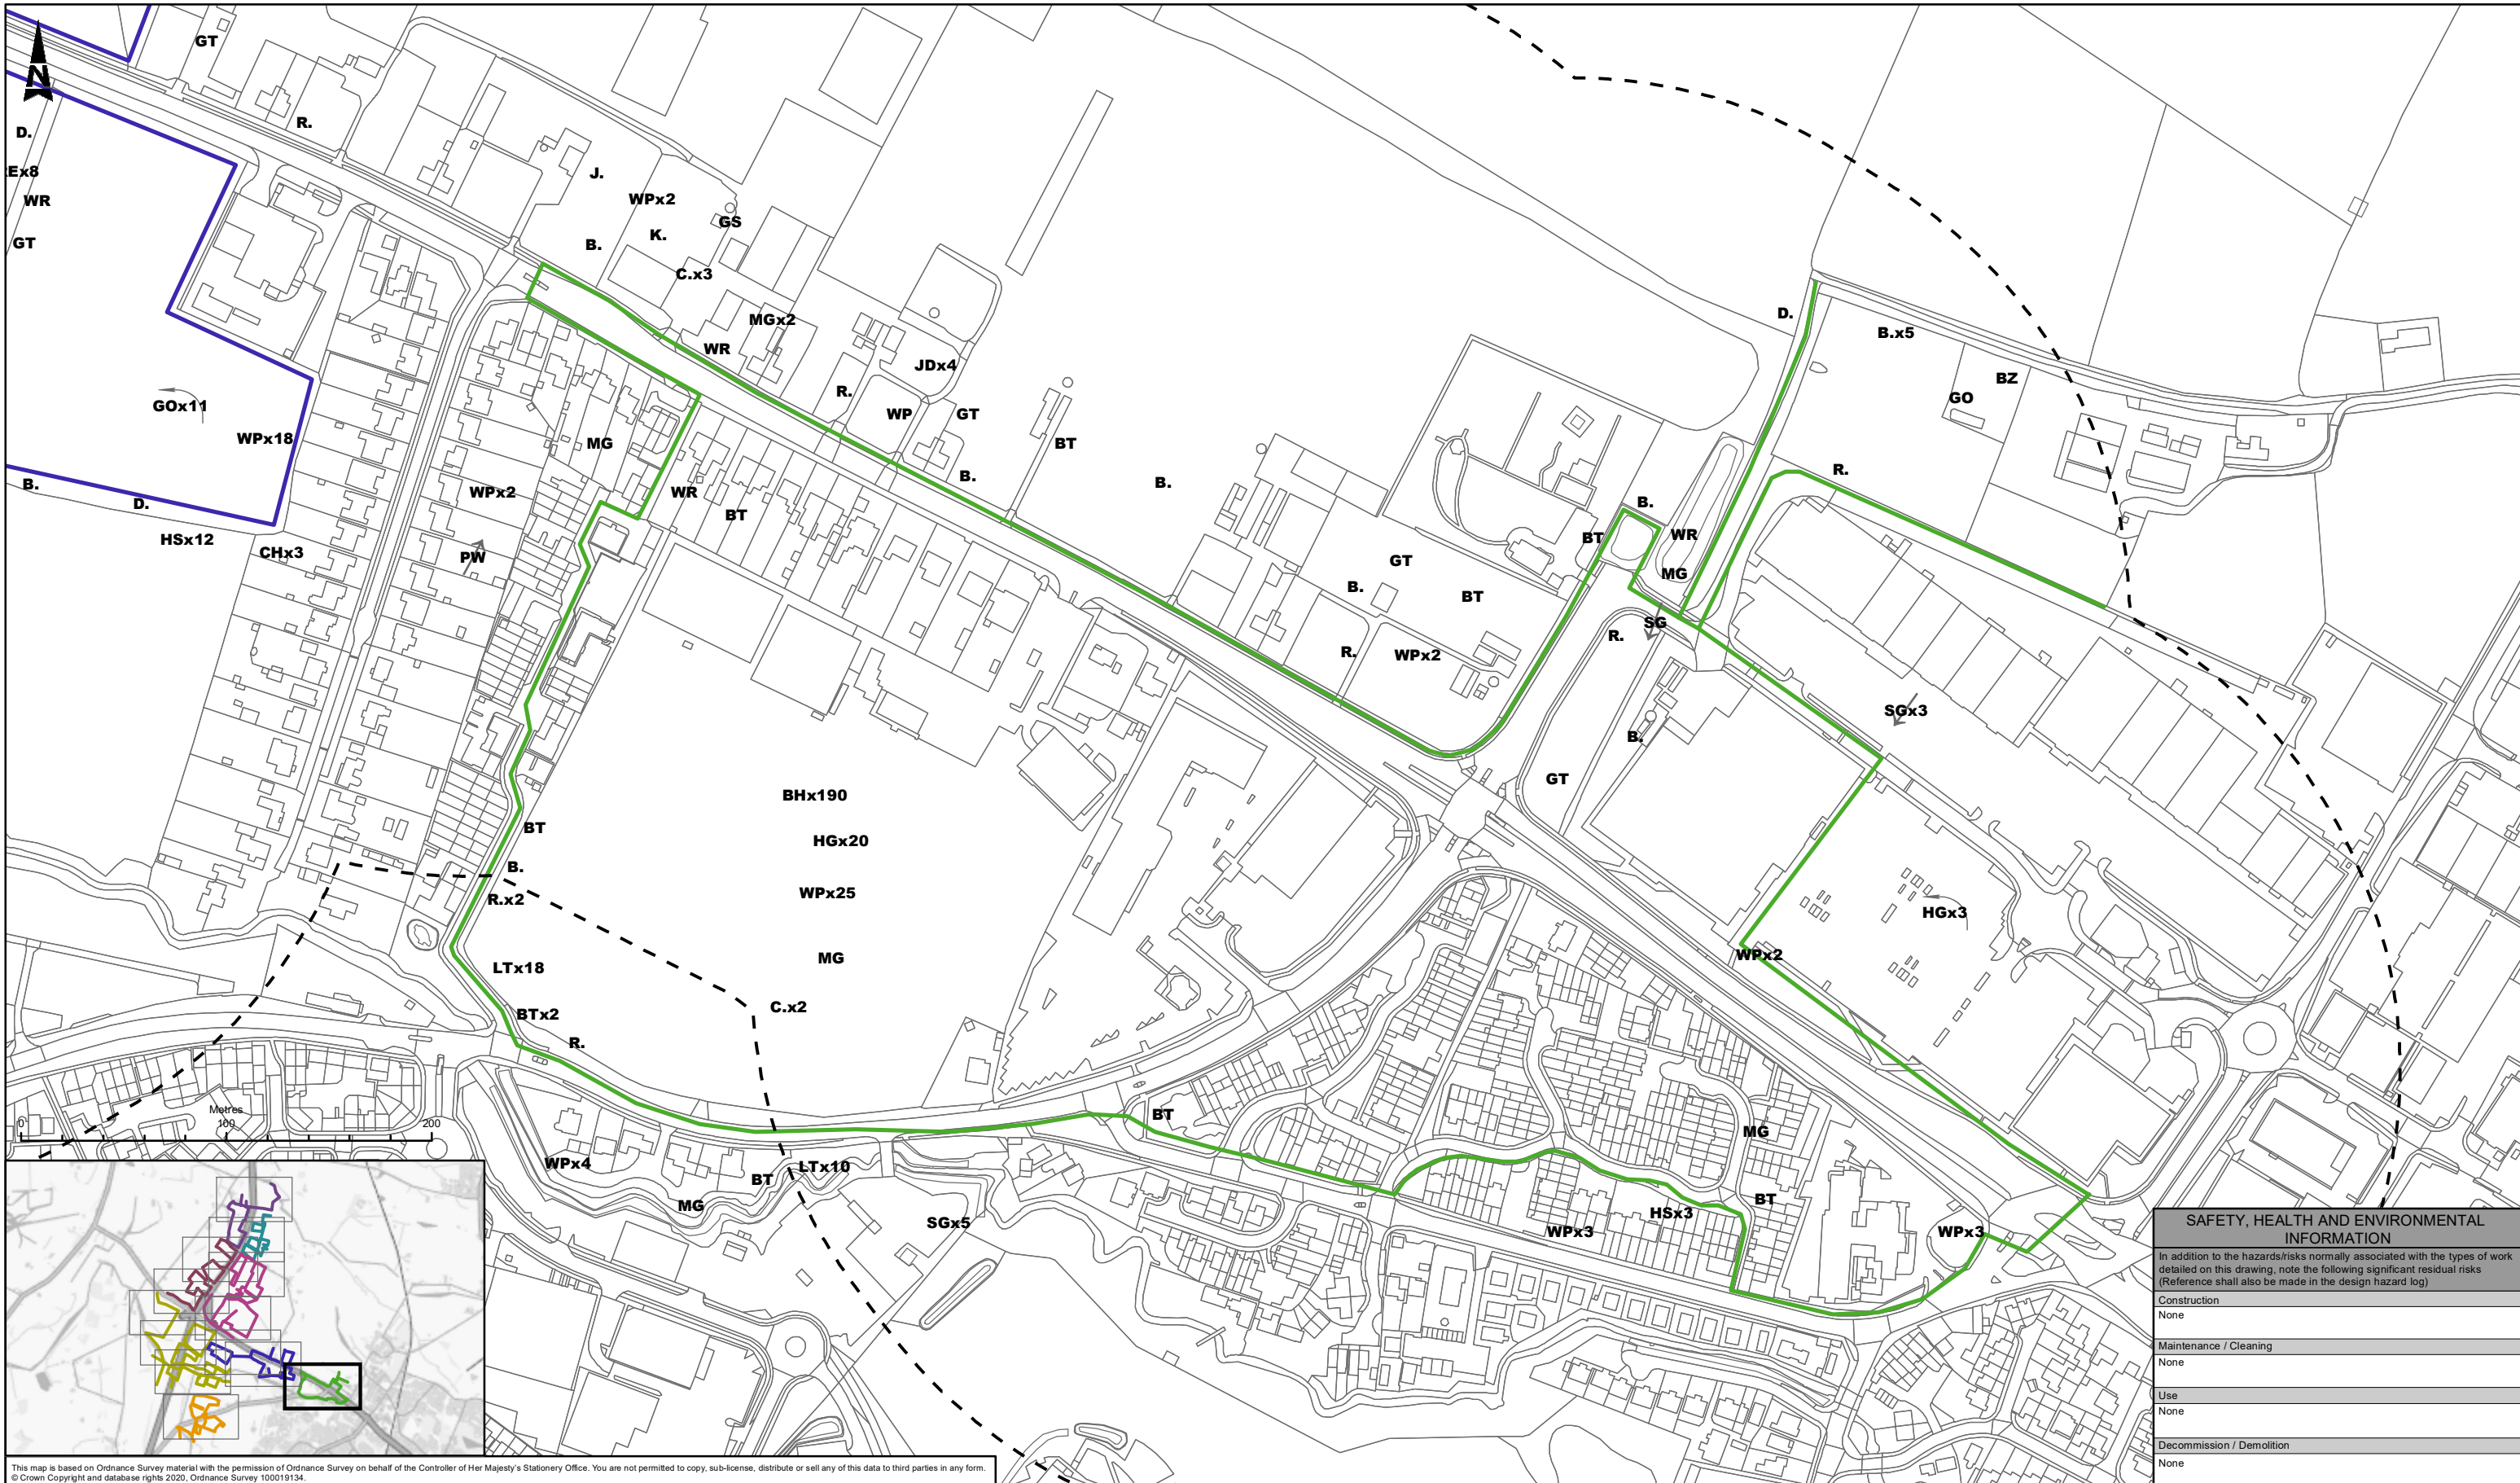 GT
N
R.
D.
Ex8
WR
GT
J.
WPx2
GS
B.
K.
C.x3
MGx2
WR
R.
JDx4
WP
GT
BT
B.
B.
D.
B.x5
BZ
GO
R.
GOx11
WPx18
B.
D.
HSx12
CHx3
MG
WPx2
WR
BT
PW
B.
BT
WR
GT
MG
B.
BT
SG
R.
R.
WPx2
SGx3
B.
GT
BHx190
BT
HGx20
B.
R.x2
WPx25
HGx3
MG
WPx2
LTx18
BTx2
C.x2
R.
Metres
0
100
200
BT
MG
WPx4
LTx10
BT
MG
SGx5
BT
HSx3
WPx3
WPx3
SAFETY, HEALTH AND ENVIRONMENTAL
INFORMATION
In addition to the hazards/risks normally associated with the types of work
detailed on this drawing, note the following significant residual risks
(Reference shall also be made in the design hazard log)
Construction
None
Maintenance / Cleaning
None
Use
None
Decommission / Demolition
None
This map is based on Ordnance Survey material with the permission of Ordnance Survey on behalf of the Controller of Her Majesty's Stationery Office. You are not permitted to copy, sub-license, distribute or sell any of this data to third parties in any form.
© Crown Copyright and database rights 2020, Ordnance Survey 100019134.